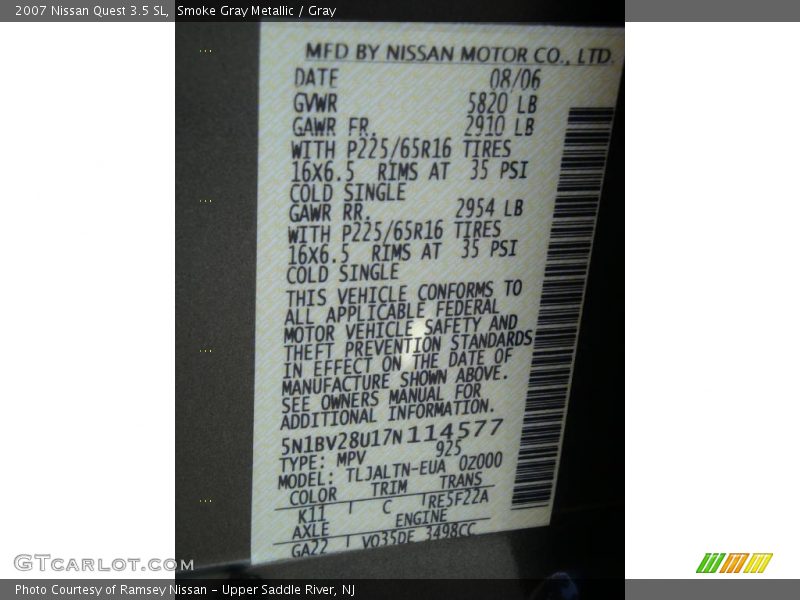 2007 Nissan Quest 3.5 SL, Smoke Gray Metallic / Gray
MFD BY NISSAN MOTOR CO., LTD.
DATE 08/06
GVWR 5820 LB
GAWR FR. 2910 LB
WITH P225/65R16 TIRES
16X6.5 RIMS AT 35 PSI
COLD SINGLE
GAWR RR. 2954 LB
WITH P225/65R16 TIRES
16X6.5 RIMS AT 35 PSI
COLD SINGLE
THIS VEHICLE CONFORMS TO
ALL APPLICABLE FEDERAL
MOTOR VEHICLE SAFETY AND
THEFT PREVENTION STANDARDS
IN EFFECT ON THE DATE OF
MANUFACTURE SHOWN ABOVE.
SEE OWNERS MANUAL FOR
ADDITIONAL INFORMATION.
5N1BV28U17N114577
TYPE: MPV 925
MODEL: TLJALTN-EUA 0Z000
COLOR TRIM TRANS
K11 C RE5F22A
AXLE ENGINE
GA22 VQ35DE 3498CC
GTcarlot.com
Photo Courtesy of Ramsey Nissan - Upper Saddle River, NJ